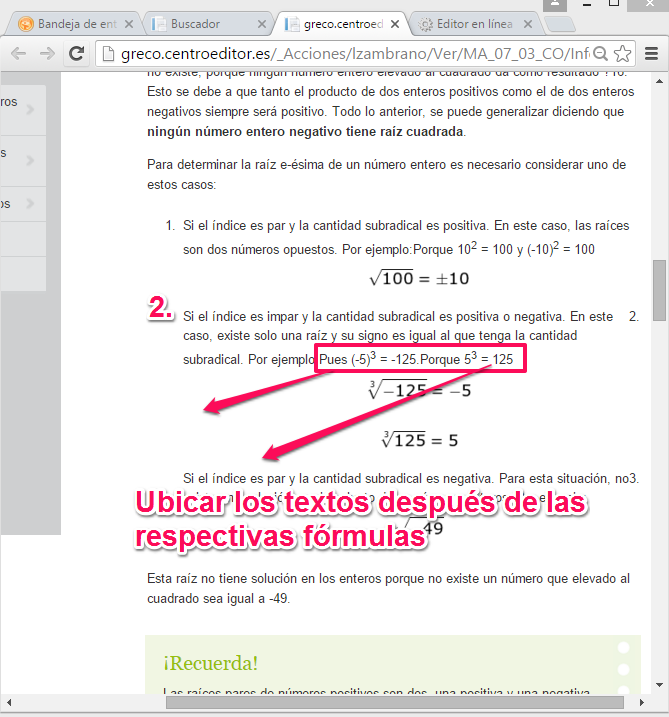 Bandeja de ent
Buscador
greco.centroed
Editor en línea
greco.centroeditor.es/_Acciones/lzambrano/Ver/MA_07_03_CO/Inf
no existe, porque ningún número entero elevado al cuadrado da como resultado ?16.
Esto se debe a que tanto el producto de dos enteros positivos como el de dos enteros
negativos siempre será positivo. Todo lo anterior, se puede generalizar diciendo que
ningún número entero negativo tiene raíz cuadrada.
Para determinar la raíz e-ésima de un número entero es necesario considerar uno de
estos casos:
1. Si el índice es par y la cantidad subradical es positiva. En este caso, las raíces
son dos números opuestos. Por ejemplo:Porque 10² = 100 y (-10)² = 100
√100 = ±10
2. Si el índice es impar y la cantidad subradical es positiva o negativa. En este 2.
caso, existe solo una raíz y su signo es igual al que tenga la cantidad
subradical. Por ejemplo:Pues (-5)³ = -125.Porque 5³ = 125
∛−125 = −5
∛125 = 5
Si el índice es par y la cantidad subradical es negativa. Para esta situación, no3.
Ubicar los textos después de las
respectivas fórmulas
49
Esta raíz no tiene solución en los enteros porque no existe un número que elevado al
cuadrado sea igual a -49.
¡Recuerda!
Las raíces pares de números positivos son dos, una positiva y una negativa